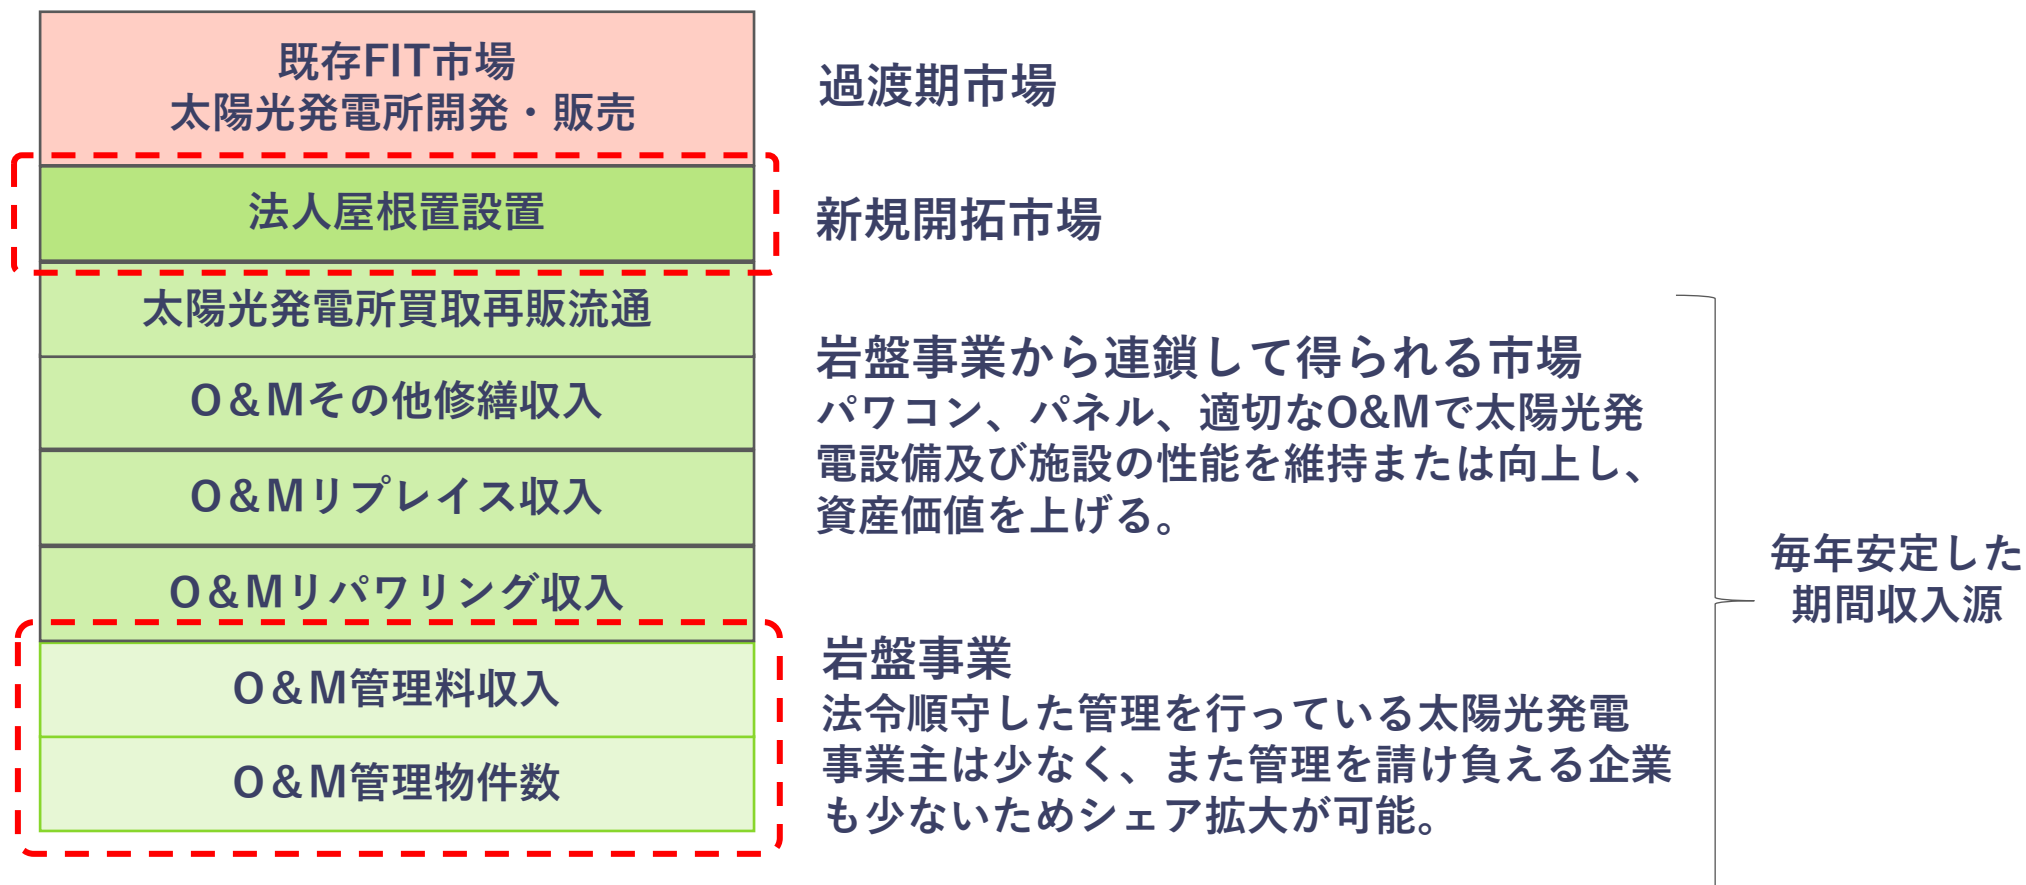 既存FIT市場
太陽光発電所開発・販売
過渡期市場
法人屋根置設置
新規開拓市場
太陽光発電所買取再販流通
O&Mその他修繕収入
O&Mリプレイス収入
O&Mリパワリング収入
岩盤事業から連鎖して得られる市場
パワコン、パネル、適切なO&Mで太陽光発
電設備及び施設の性能を維持または向上し、
資産価値を上げる。
O&M管理料収入
O&M管理物件数
岩盤事業
法令順守した管理を行っている太陽光発電
事業主は少なく、また管理を請け負える企業
も少ないためシェア拡大が可能。
毎年安定した
期間収入源